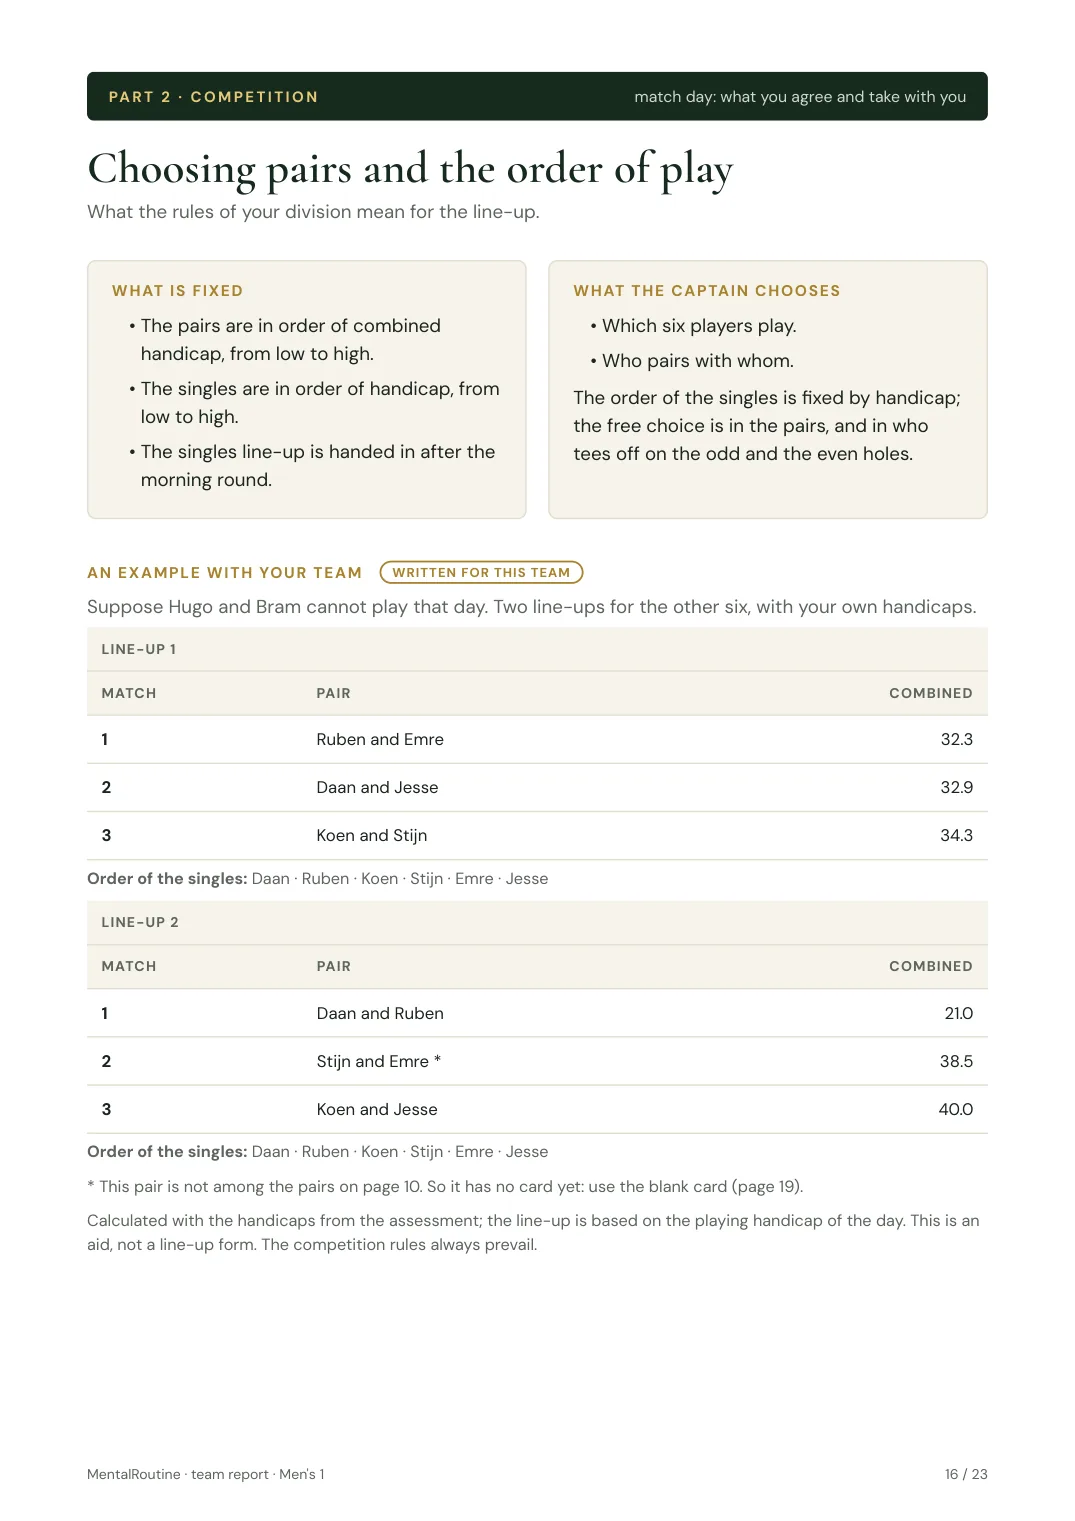 PART 2 · COMPETITION
match day: what you agree and take with you
Choosing pairs and the order of play
What the rules of your division mean for the line-up.
WHAT IS FIXED
• The pairs are in order of combined
handicap, from low to high.
• The singles are in order of handicap, from
low to high.
• The singles line-up is handed in after the
morning round.
WHAT THE CAPTAIN CHOOSES
• Which six players play.
• Who pairs with whom.
The order of the singles is fixed by handicap;
the free choice is in the pairs, and in who
tees off on the odd and the even holes.
AN EXAMPLE WITH YOUR TEAM
WRITTEN FOR THIS TEAM
Suppose Hugo and Bram cannot play that day. Two line-ups for the other six, with your own handicaps.
LINE-UP 1
MATCH PAIR COMBINED
1 Ruben and Emre 32.3
2 Daan and Jesse 32.9
3 Koen and Stijn 34.3
Order of the singles: Daan · Ruben · Koen · Stijn · Emre · Jesse
LINE-UP 2
MATCH PAIR COMBINED
1 Daan and Ruben 21.0
2 Stijn and Emre * 38.5
3 Koen and Jesse 40.0
Order of the singles: Daan · Ruben · Koen · Stijn · Emre · Jesse
* This pair is not among the pairs on page 10. So it has no card yet: use the blank card (page 19).
Calculated with the handicaps from the assessment; the line-up is based on the playing handicap of the day. This is an
aid, not a line-up form. The competition rules always prevail.
MentalRoutine · team report · Men's 1
16 / 23